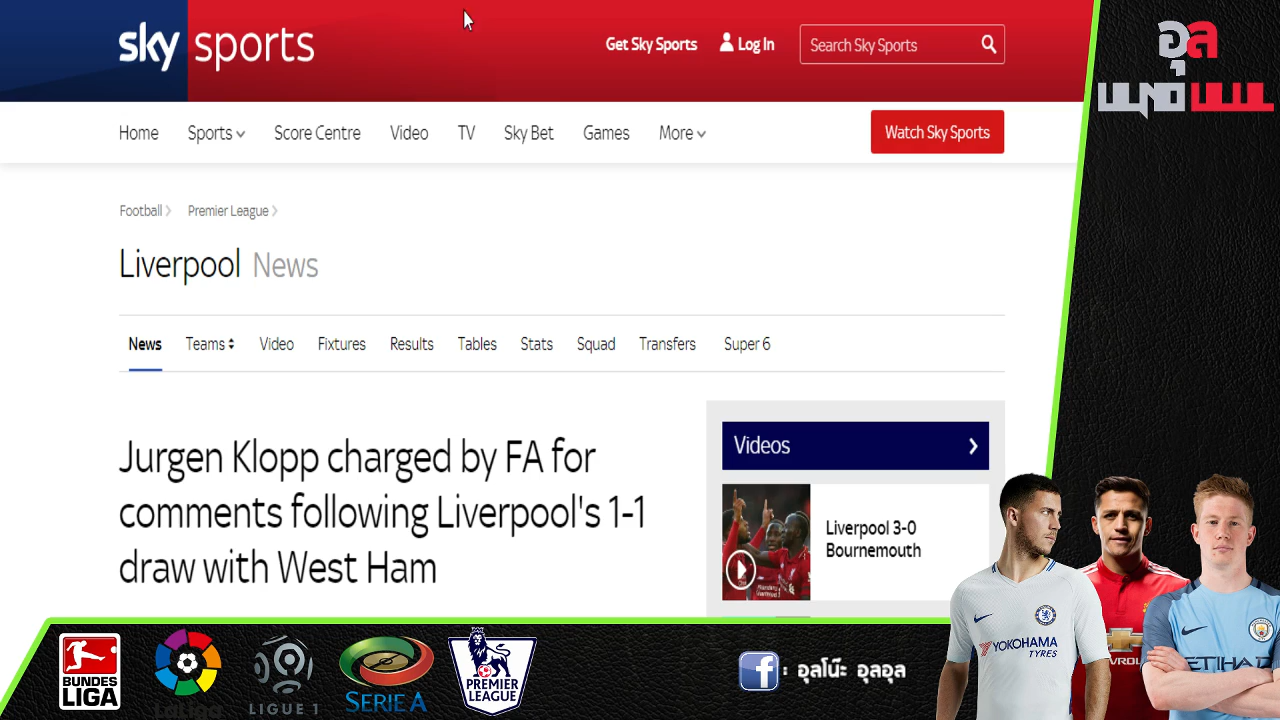 sky sports
Get Sky Sports
Log In
Search Sky Sports
อุล
Home
Sports
Score Centre
Video
TV
Sky Bet
Games
More
Watch Sky Sports
Football
Premier League
Liverpool News
News
Teams
Video
Fixtures
Results
Tables
Stats
Squad
Transfers
Super 6
Jurgen Klopp charged by FA for
comments following Liverpool's 1-1
draw with West Ham
Videos
Liverpool 3-0
Bournemouth
BUNDES
LIGA
LaLiga
LIGUE 1
SERIE A
PREMIER
LEAGUE
f : อุลโน๊ะ อุลอุล
YOKOHAMA
TYRES
ETIHAD